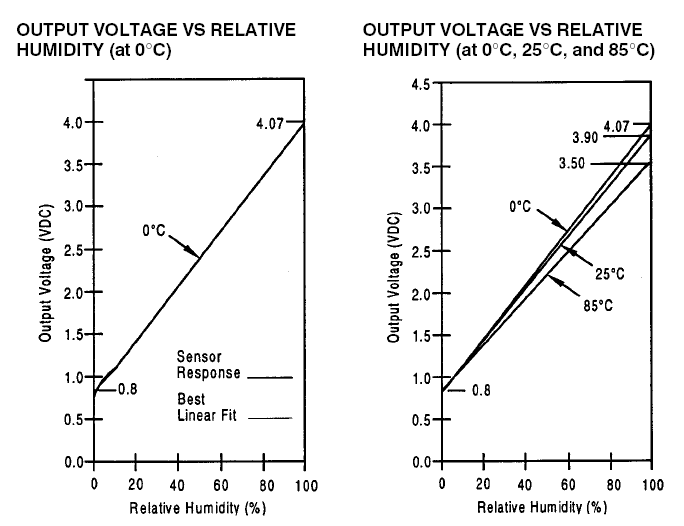 OUTPUT VOLTAGE VS RELATIVE
HUMIDITY (at 0°C)
4.0
3.5
3.0
2.5
2.0
1.5
1.0
0.5
0.0
Output Voltage (VDC)
4.07
0°C
0.8
Sensor
Response
Best
Linear Fit
0 20 40 60 80 100
Relative Humidity (%)
OUTPUT VOLTAGE VS RELATIVE
HUMIDITY (at 0°C, 25°C, and 85°C)
4.5
4.0
3.5
3.0
2.5
2.0
1.5
1.0
0.5
0.0
Output Voltage (VDC)
4.07
3.90
3.50
0°C
25°C
85°C
0.8
0 20 40 60 80 100
Relative Humidity (%)